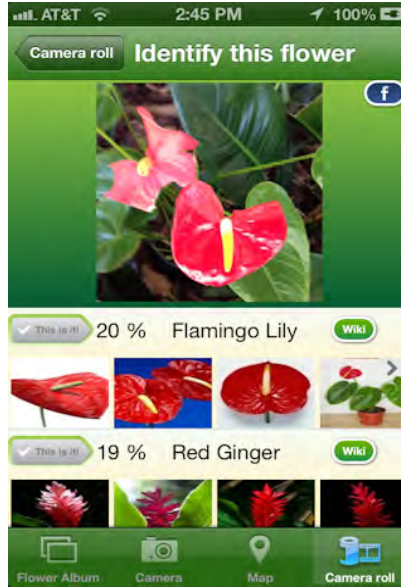 AT&T 2:45 PM 100%
Camera roll Identify this flower
f
This is it! 20 % Flamingo Lily Wiki
This is it! 19 % Red Ginger Wiki
Flower Album Camera Map Camera roll